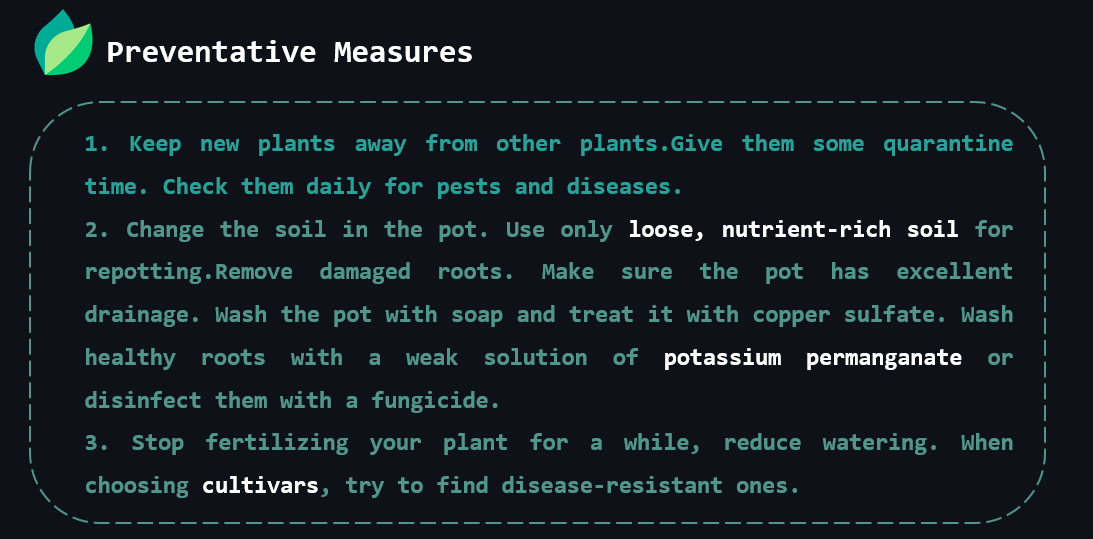 Preventative Measures
1. Keep new plants away from other plants.Give them some quarantine
time. Check them daily for pests and diseases.
2. Change the soil in the pot. Use only loose, nutrient-rich soil for
repotting.Remove damaged roots. Make sure the pot has excellent
drainage. Wash the pot with soap and treat it with copper sulfate. Wash
healthy roots with a weak solution of potassium permanganate or
disinfect them with a fungicide.
3. Stop fertilizing your plant for a while, reduce watering. When
choosing cultivars, try to find disease-resistant ones.